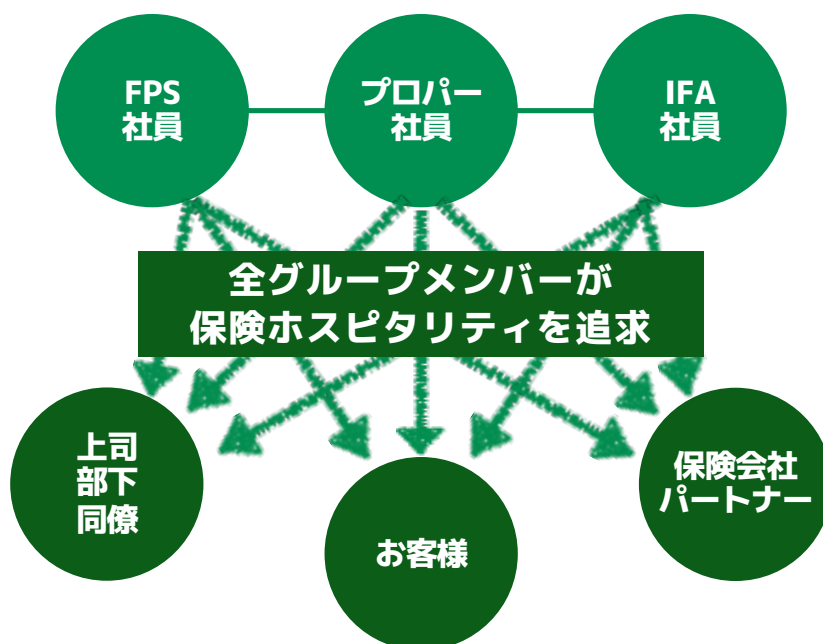 FPS
社員
プロパー
社員
IFA
社員
全グループメンバーが
保険ホスピタリティを追求
上司
部下
同僚
お客様
保険会社
パートナー